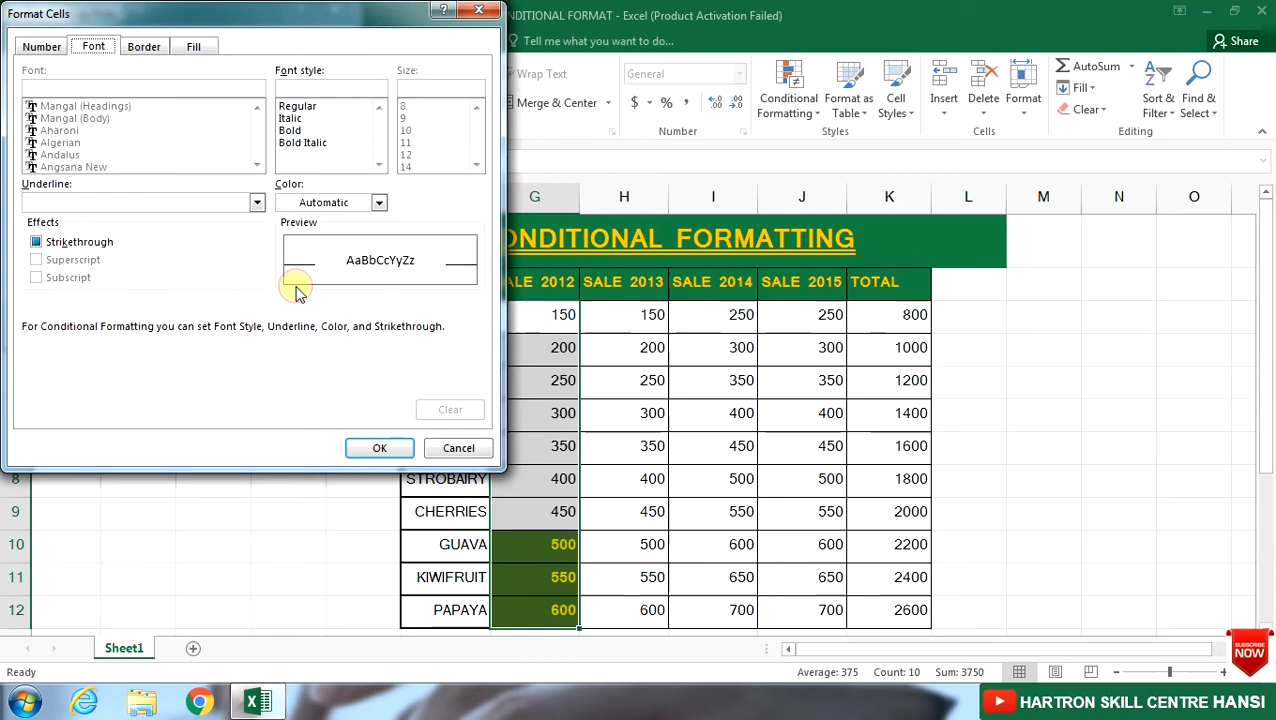 Format Cells
ONDITIONAL FORMAT - Excel (Product Activation Failed)
Number Font Border Fill
Tell me what you want to do...
Share
Font: Font style: Size:
Mangal (Headings)
Mangal (Body)
Aharoni
Algerian
Andalus
Angsana New
Regular
Italic
Bold
Bold Italic
8
9
10
11
12
14
Underline: Color:
Automatic
Effects Preview
Strikethrough
Superscript
Subscript
AaBbCcYyZz
For Conditional Formatting you can set Font Style, Underline, Color, and Strikethrough.
Clear
OK Cancel
Wrap Text
Merge & Center
General
$ % ,
Number
Conditional Formatting
Format as Table
Cell Styles
Styles
Insert Delete Format
Cells
AutoSum
Fill
Clear
Sort & Filter
Find & Select
Editing
G H I J K L M N O
ONDITIONAL FORMATTING
ALE 2012 SALE 2013 SALE 2014 SALE 2015 TOTAL
150 150 250 250 800
200 200 300 300 1000
250 250 350 350 1200
300 300 400 400 1400
350 350 450 450 1600
8 STROBAIRY 400 400 500 500 1800
9 CHERRIES 450 450 550 550 2000
10 GUAVA 500 500 600 600 2200
11 KIWIFRUIT 550 550 650 650 2400
12 PAPAYA 600 600 700 700 2600
Sheet1
SUBSCRIBE
NOW
Ready Average: 375 Count: 10 Sum: 3750
HARTRON SKILL CENTRE HANSI